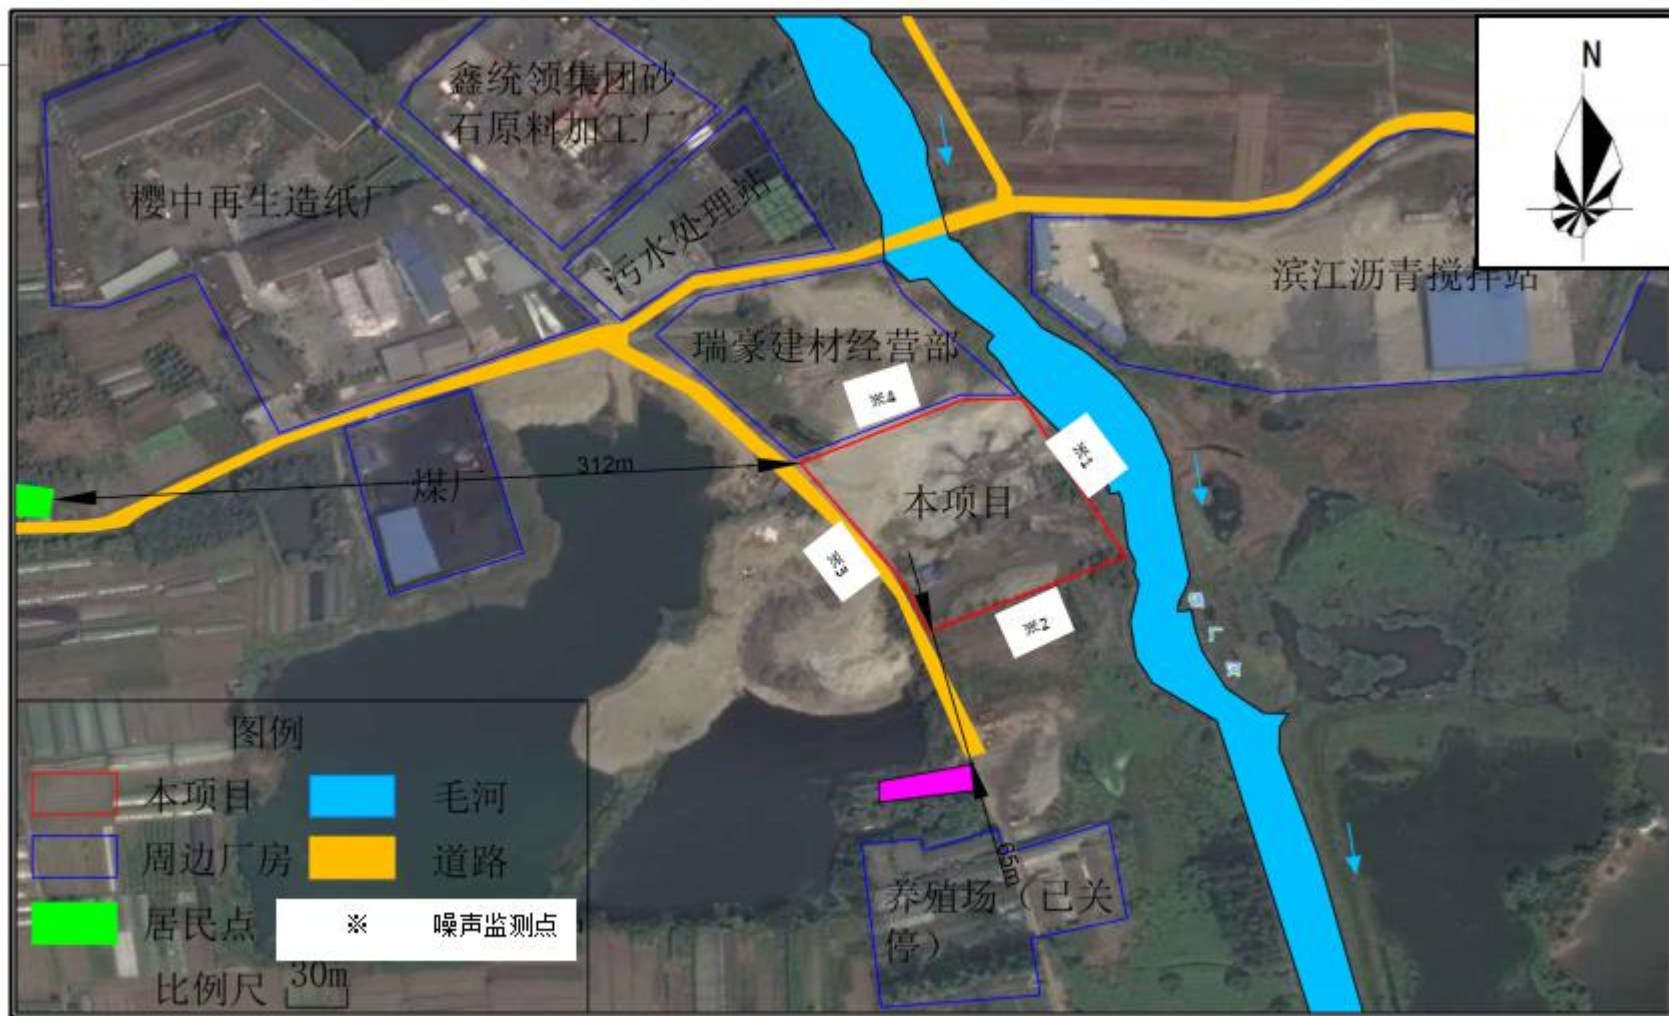 N
鑫统领集团砂
石原料加工厂
樱中再生造纸厂
污水处理站
滨江沥青搅拌站
瑞豪建材经营部
※4
※1
煤厂
312m
本项目
※3
※2
65m
养殖场（已关
停）
图例
本项目
毛河
周边厂房
道路
居民点
※ 噪声监测点
比例尺 30m